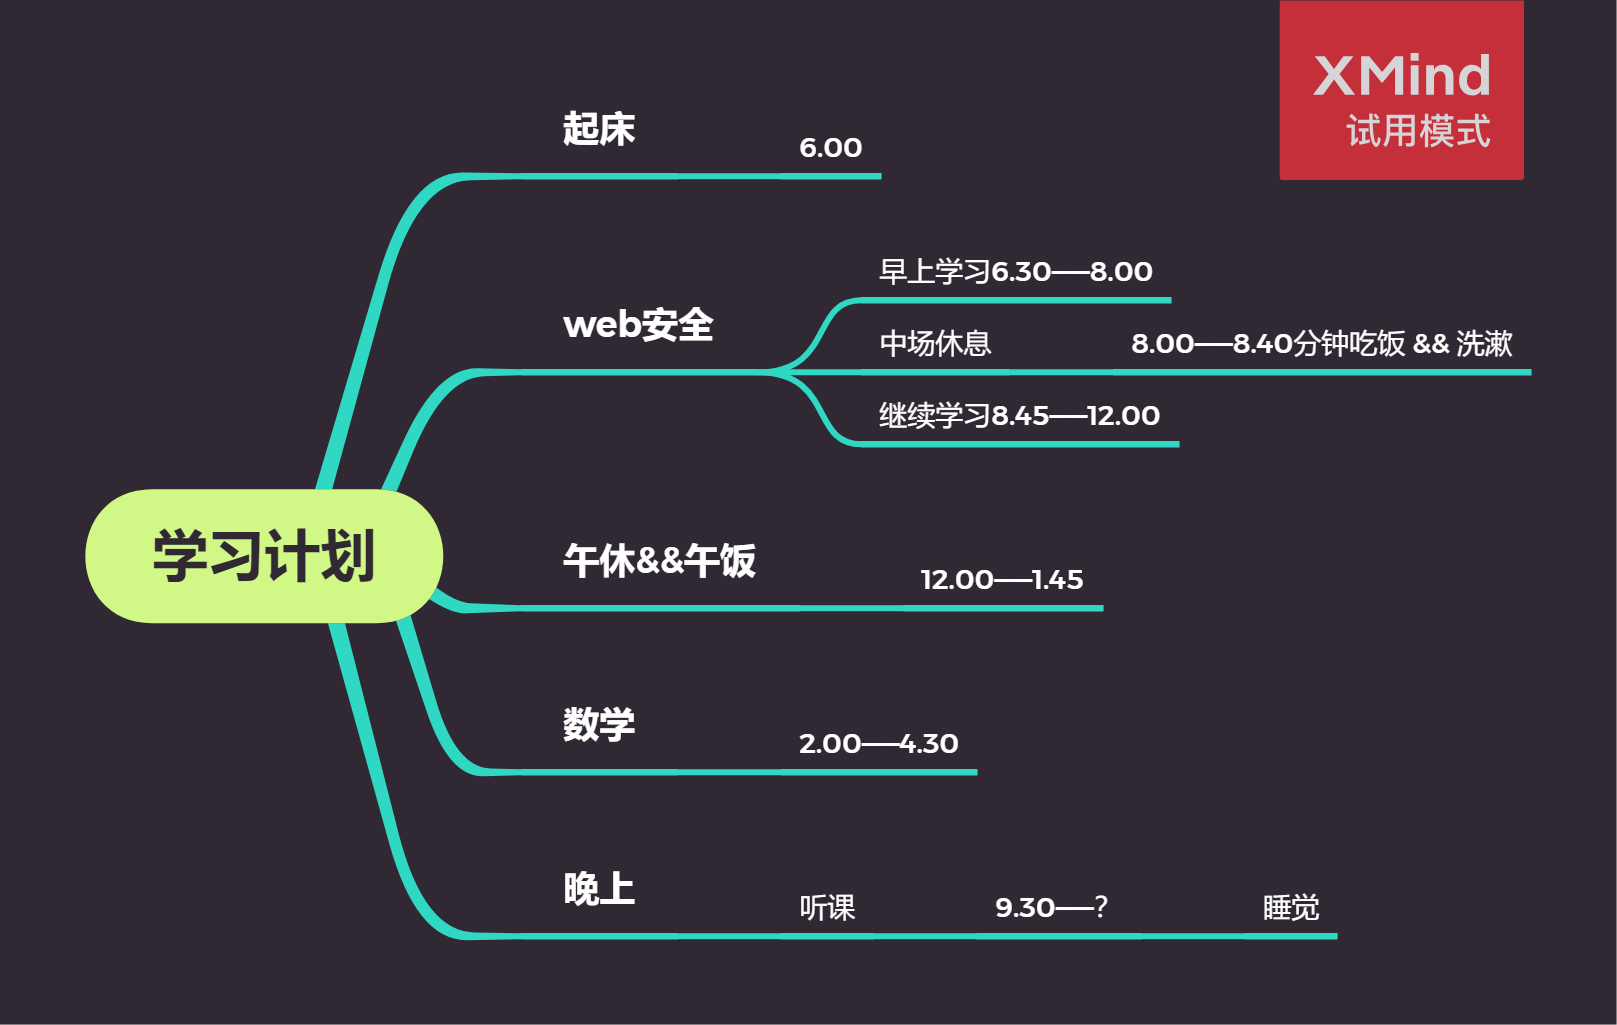 XMind
试用模式
起床
6.00
web安全
早上学习6.30——8.00
中场休息
8.00——8.40分钟吃饭 && 洗漱
继续学习8.45——12.00
学习计划
午休&&午饭
12.00——1.45
数学
2.00——4.30
晚上
听课
9.30——？
睡觉